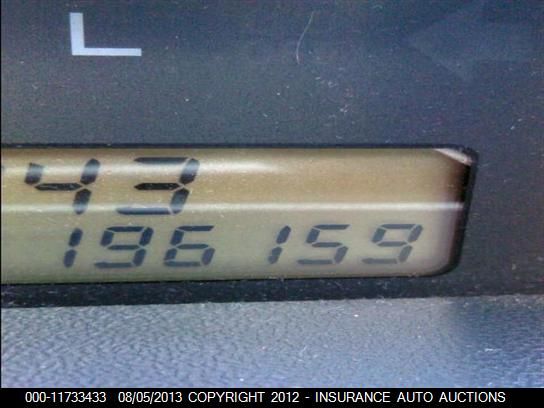 L
43
196 159
000-11733433 08/05/2013 COPYRIGHT 2012 - INSURANCE AUTO AUCTIONS